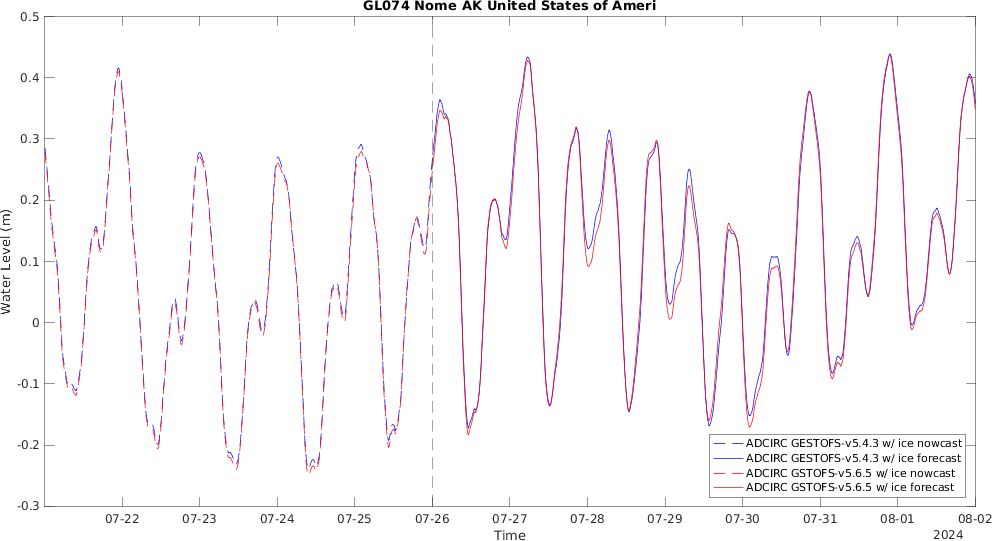 GL074 Nome AK United States of Ameri
Water Level (m)
0.5
0.4
0.3
0.2
0.1
0
-0.1
-0.2
-0.3
ADCIRC GESTOFS-v5.4.3 w/ ice nowcast
ADCIRC GESTOFS-v5.4.3 w/ ice forecast
ADCIRC GSTOFS-v5.6.5 w/ ice nowcast
ADCIRC GSTOFS-v5.6.5 w/ ice forecast
07-22 07-23 07-24 07-25 07-26 07-27 07-28 07-29 07-30 07-31 08-01 08-02
Time
2024